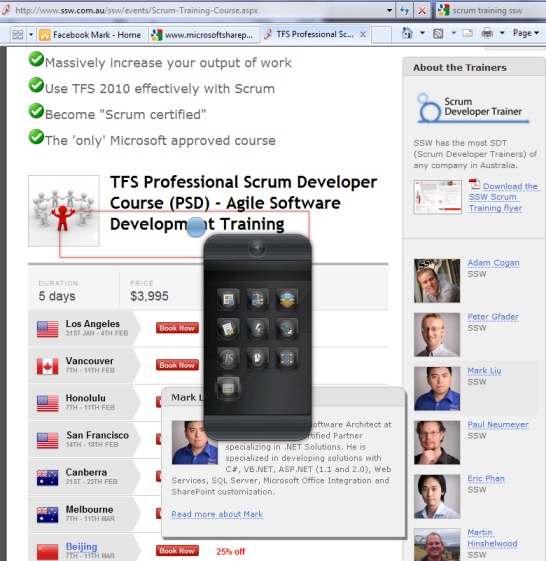 http://www.ssw.com.au/ssw/events/Scrum-Training-Course.aspx
scrum training ssw
Facebook Mark - Home
www.microsoftsharep...
TFS Professional Sc...
Page
Massively increase your output of work
Use TFS 2010 effectively with Scrum
Become "Scrum certified"
The 'only' Microsoft approved course
TFS Professional Scrum Developer
Course (PSD) - Agile Software
Development Training
DURATION
5 days
PRICE
$3,995
Los Angeles
31ST JAN - 4TH FEB
Book Now
Vancouver
7TH - 11TH FEB
Book Now
Honolulu
7TH - 11TH FEB
San Francisco
14TH - 18TH FEB
Canberra
21ST - 25TH FEB
Melbourne
7TH - 11TH MAR
Beijing
7TH - 11TH MAR
Book Now
25% off
Mark
Software Architect at
Partner
specializing in .NET Solutions. He is
specialized in developing solutions with
C#, VB.NET, ASP.NET (1.1 and 2.0), Web
Services, SQL Server, Microsoft Office Integration and
SharePoint customization.
Read more about Mark
About the Trainers
Scrum
Developer Trainer
SSW has the most SDT
(Scrum Developer Trainers) of
any company in Australia.
Download the
SSW Scrum
Training flyer
Adam Cogan
SSW
Peter Gfader
SSW
Mark Liu
SSW
Paul Neumeyer
SSW
Eric Phan
SSW
Martin
Hinshelwood
SSW